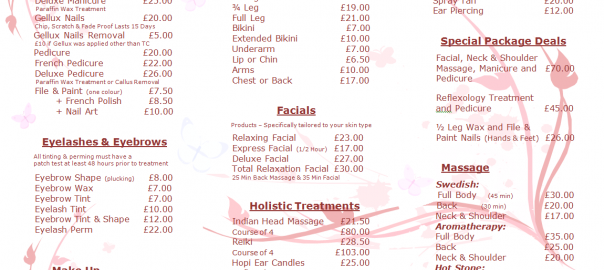 Deluxe Manicure £25.00
Paraffin Wax Treatment
Gellux Nails £20.00
Chip, Scratch & Fade Proof Lasts 15 Days
Gellux Nails Removal £5.00
£10 if Gellux was applied other than TC
Pedicure £20.00
French Pedicure £22.00
Deluxe Pedicure £26.00
Paraffin Wax Treatment or Callus Removal
File & Paint (one colour) £7.50
+ French Polish £8.50
+ Nail Art £10.00
Eyelashes & Eyebrows
All tinting & perming must have a
patch test at least 48 hours prior to treatment
Eyebrow Shape (plucking) £8.00
Eyebrow Wax £7.00
Eyebrow Tint £7.00
Eyelash Tint £10.00
Eyebrow Tint & Shape £12.00
Eyelash Perm £22.00
Make Up
¾ Leg £19.00
Full Leg £21.00
Bikini £7.00
Extended Bikini £10.00
Underarm £7.00
Lip or Chin £6.50
Arms £10.00
Chest or Back £17.00
Facials
Products – Specifically tailored to your skin type
Relaxing Facial £23.00
Express Facial (1/2 Hour) £17.00
Deluxe Facial £27.00
Total Relaxation Facial £30.00
25 Min Back Massage & 35 Min Facial
Holistic Treatments
Indian Head Massage £21.50
Course of 4 £80.00
Reiki £28.50
Course of 4 £103.00
Hopi Ear Candles £25.00
Spray Tan £20.00
Ear Piercing £12.00
Special Package Deals
Facial, Neck & Shoulder
Massage, Manicure and £70.00
Pedicure
Reflexology Treatment
and Pedicure £45.00
½ Leg Wax and File &
Paint Nails (Hands & Feet) £26.00
Massage
Swedish:
Full Body (45 min) £30.00
Back (30 min) £20.00
Neck & Shoulder £17.00
Aromatherapy:
Full Body £35.00
Back £25.00
Neck & Shoulder £20.00
Hot Stone: